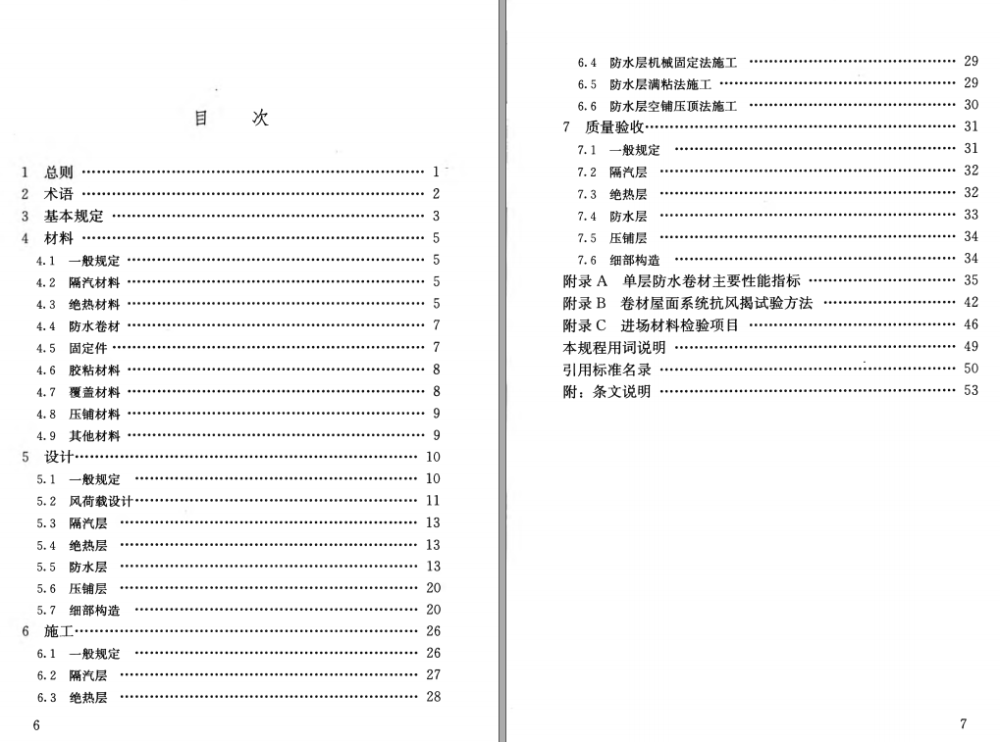 目 次
1 总则 …… 1
2 术语 …… 2
3 基本规定 …… 3
4 材料 …… 5
4.1 一般规定 …… 5
4.2 隔汽材料 …… 5
4.3 绝热材料 …… 5
4.4 防水卷材 …… 7
4.5 固定件 …… 7
4.6 胶粘材料 …… 8
4.7 覆盖材料 …… 8
4.8 压铺材料 …… 9
4.9 其他材料 …… 9
5 设计 …… 10
5.1 一般规定 …… 10
5.2 风荷载设计 …… 11
5.3 隔汽层 …… 13
5.4 绝热层 …… 13
5.5 防水层 …… 13
5.6 压铺层 …… 20
5.7 细部构造 …… 20
6 施工 …… 26
6.1 一般规定 …… 26
6.2 隔汽层 …… 27
6.3 绝热层 …… 28
6
6.4 防水层机械固定法施工 …… 29
6.5 防水层满粘法施工 …… 29
6.6 防水层空铺压顶法施工 …… 30
7 质量验收 …… 31
7.1 一般规定 …… 31
7.2 隔汽层 …… 32
7.3 绝热层 …… 32
7.4 防水层 …… 33
7.5 压铺层 …… 34
7.6 细部构造 …… 34
附录 A 单层防水卷材主要性能指标 …… 35
附录 B 卷材屋面系统抗风揭试验方法 …… 42
附录 C 进场材料检验项目 …… 46
本规程用词说明 …… 49
引用标准名录 …… 50
附：条文说明 …… 53
7